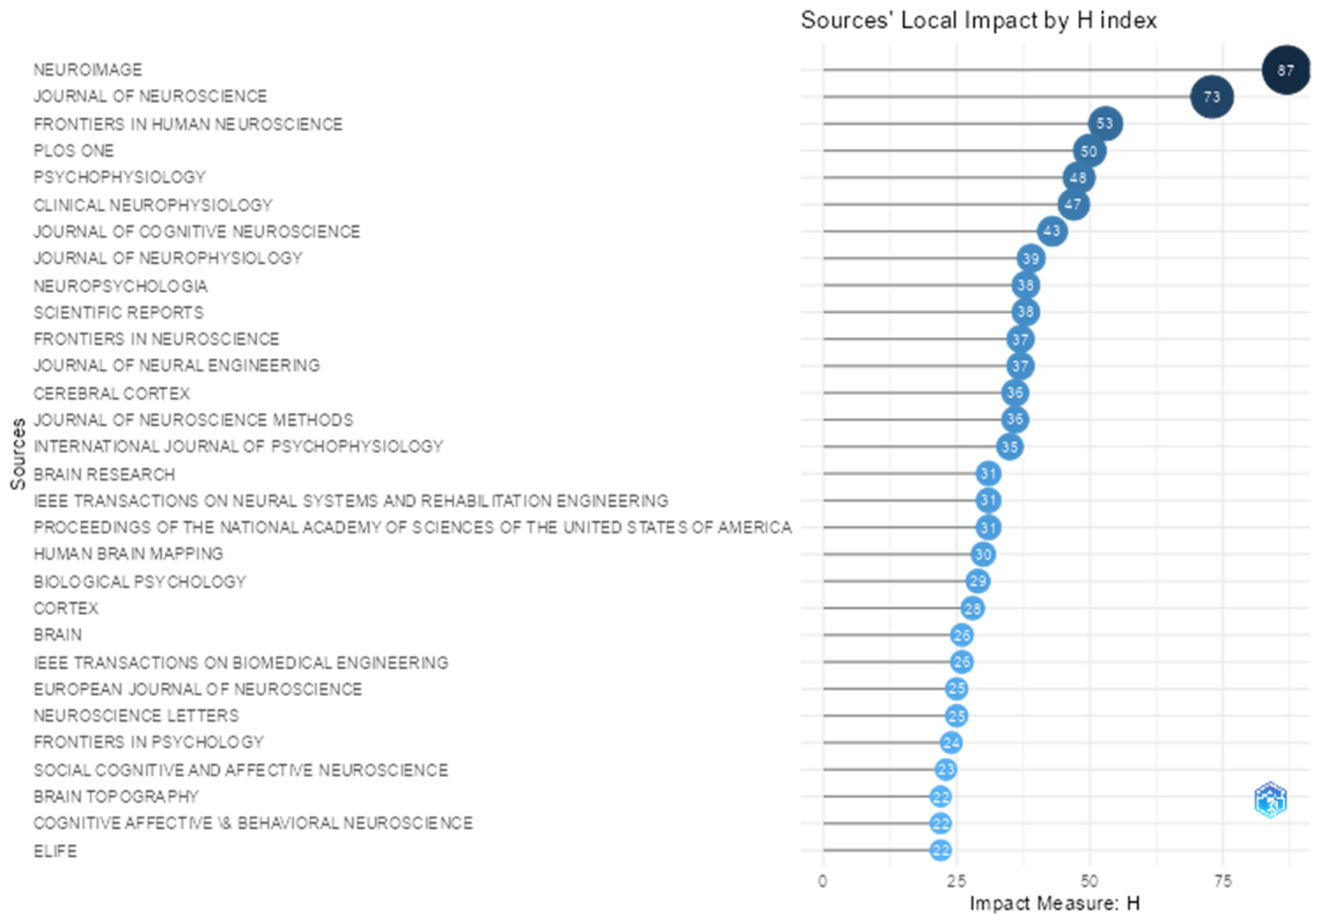 Sources' Local Impact by H index
Sources
NEUROIMAGE 87
JOURNAL OF NEUROSCIENCE 73
FRONTIERS IN HUMAN NEUROSCIENCE 53
PLOS ONE 50
PSYCHOPHYSIOLOGY 48
CLINICAL NEUROPHYSIOLOGY 47
JOURNAL OF COGNITIVE NEUROSCIENCE 43
JOURNAL OF NEUROPHYSIOLOGY 39
NEUROPSYCHOLOGIA 38
SCIENTIFIC REPORTS 38
FRONTIERS IN NEUROSCIENCE 37
JOURNAL OF NEURAL ENGINEERING 37
CEREBRAL CORTEX 36
JOURNAL OF NEUROSCIENCE METHODS 36
INTERNATIONAL JOURNAL OF PSYCHOPHYSIOLOGY 35
BRAIN RESEARCH 31
IEEE TRANSACTIONS ON NEURAL SYSTEMS AND REHABILITATION ENGINEERING 31
PROCEEDINGS OF THE NATIONAL ACADEMY OF SCIENCES OF THE UNITED STATES OF AMERICA 31
HUMAN BRAIN MAPPING 30
BIOLOGICAL PSYCHOLOGY 29
CORTEX 28
BRAIN 26
IEEE TRANSACTIONS ON BIOMEDICAL ENGINEERING 26
EUROPEAN JOURNAL OF NEUROSCIENCE 25
NEUROSCIENCE LETTERS 25
FRONTIERS IN PSYCHOLOGY 24
SOCIAL COGNITIVE AND AFFECTIVE NEUROSCIENCE 23
BRAIN TOPOGRAPHY 22
COGNITIVE AFFECTIVE \& BEHAVIORAL NEUROSCIENCE 22
ELIFE 22
0 25 50 75
Impact Measure: H